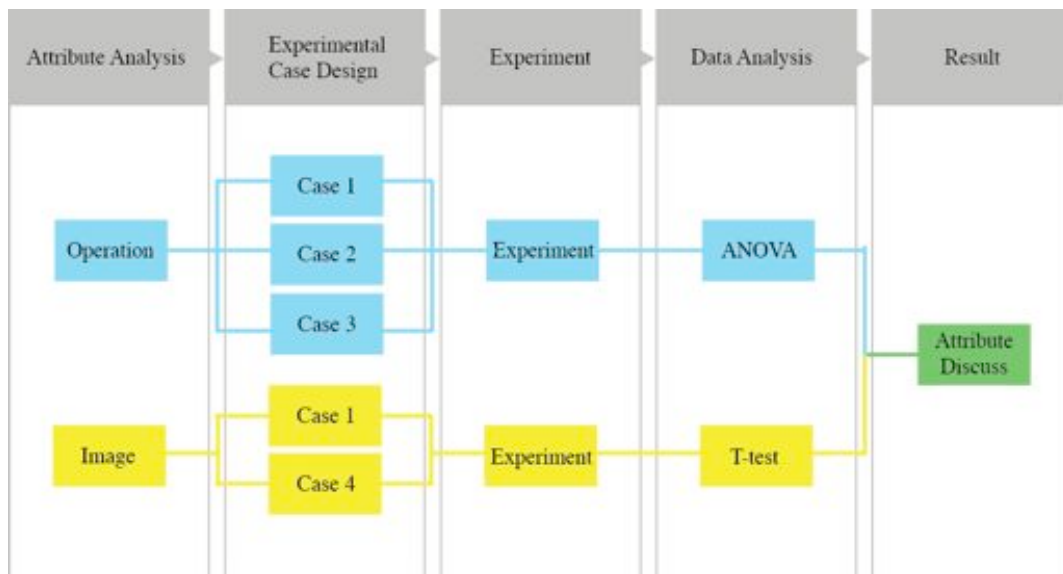 Attribute Analysis
Experimental
Case Design
Experiment
Data Analysis
Result
Case 1
Operation
Case 2
Experiment
ANOVA
Case 3
Attribute
Discuss
Case 1
Image
Experiment
T-test
Case 4